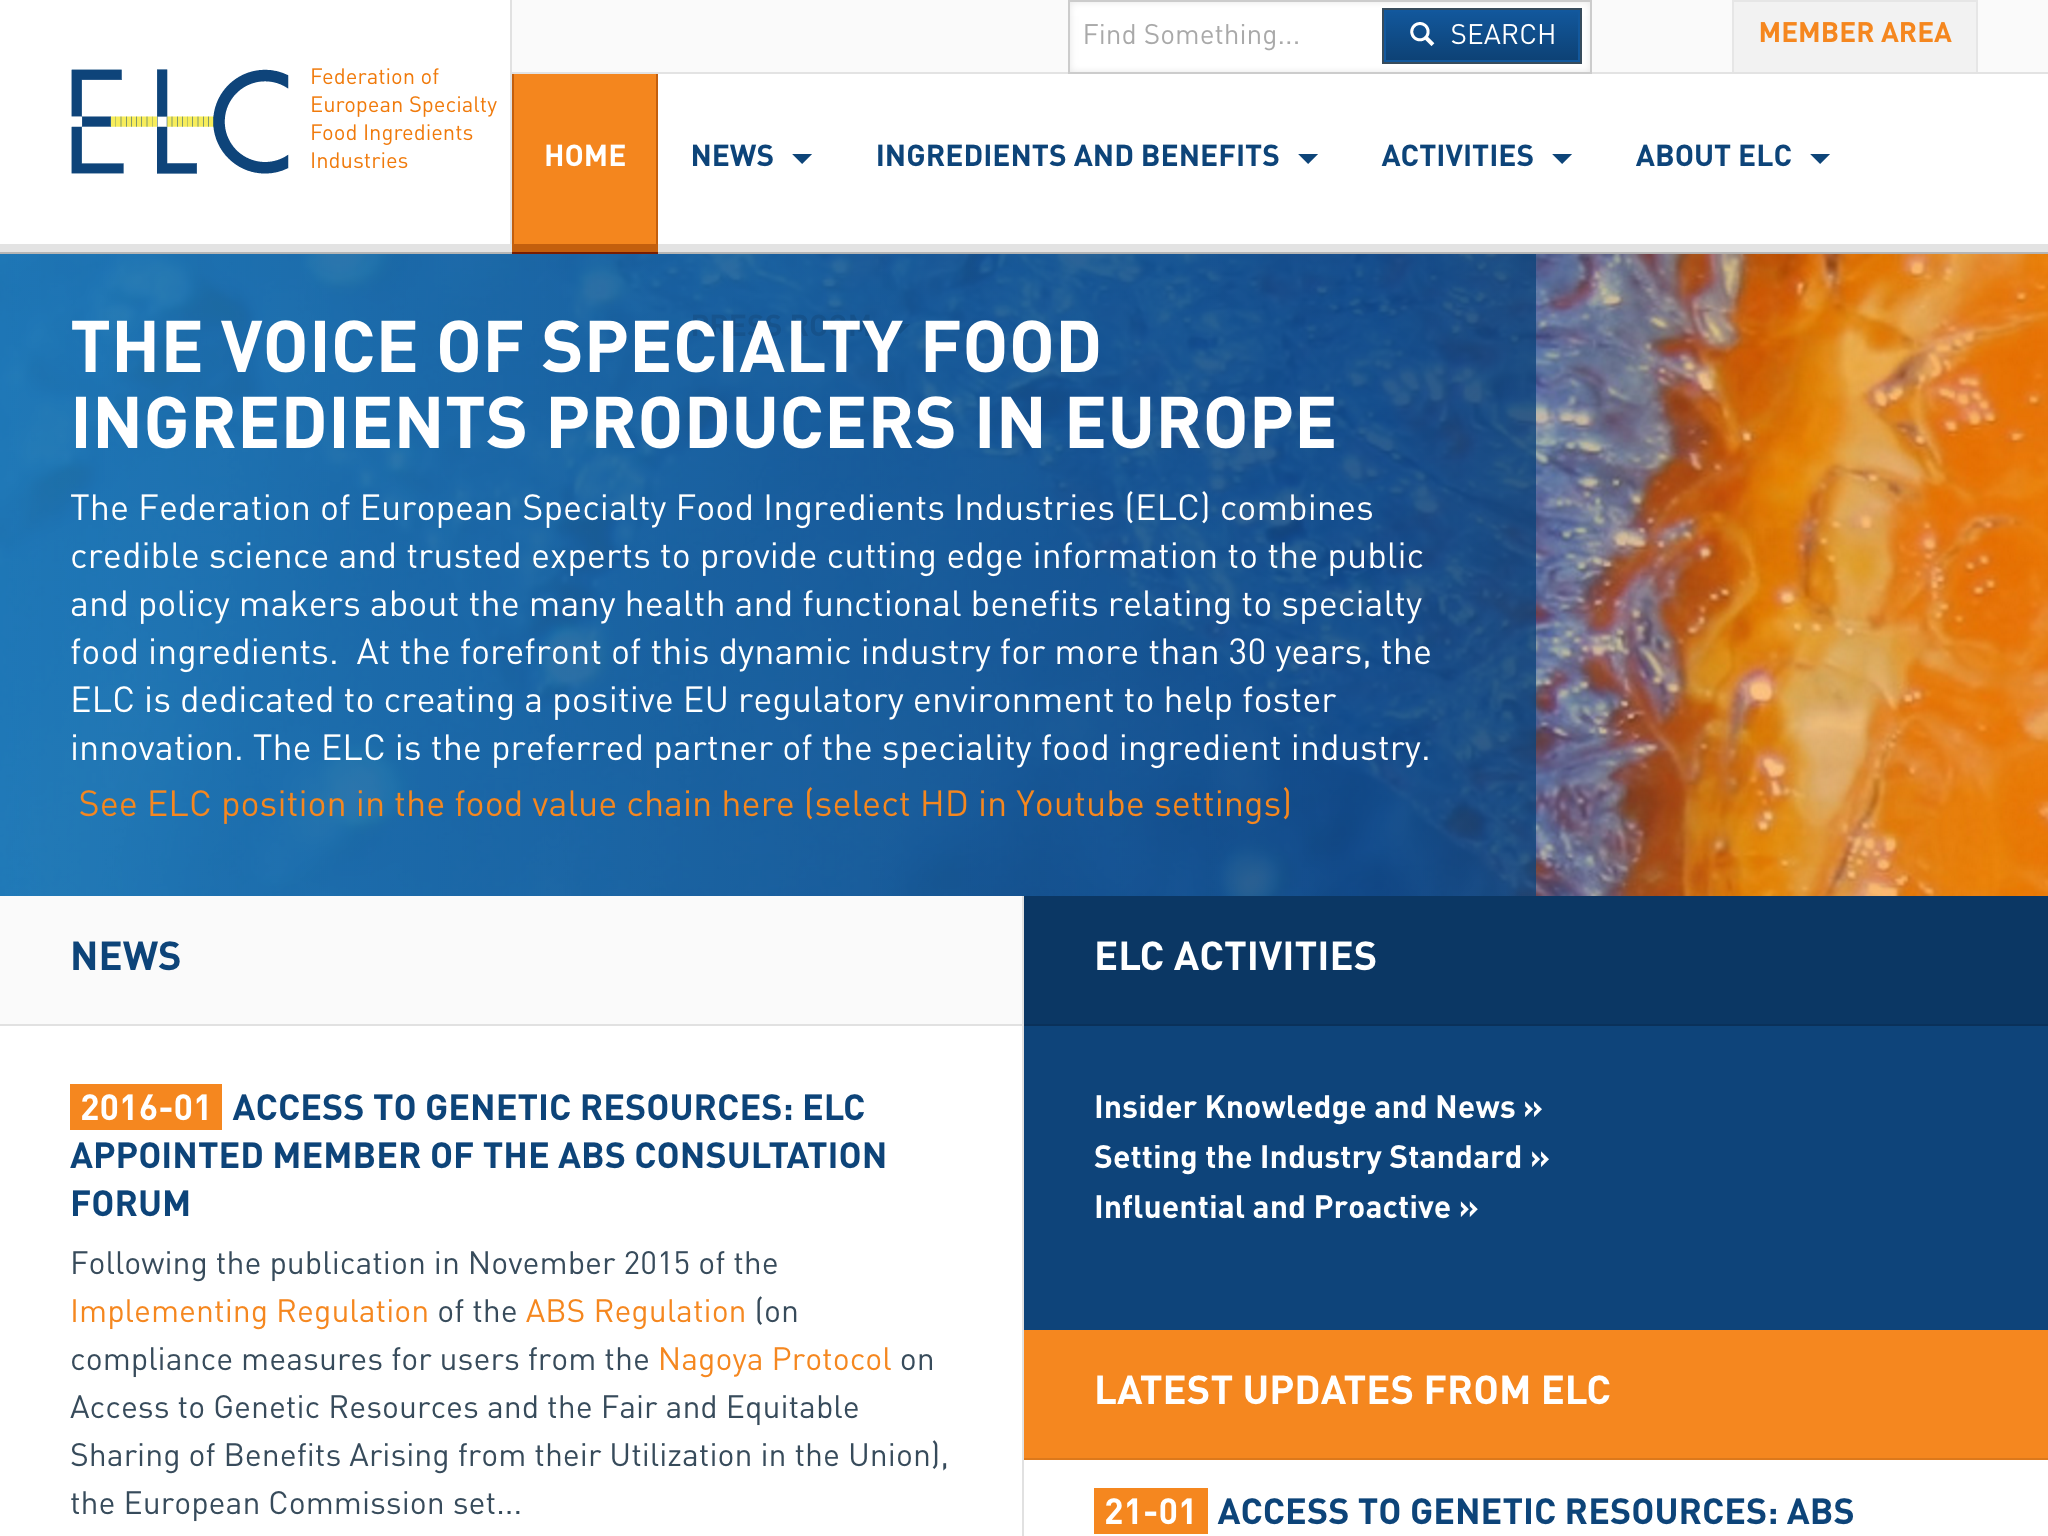 Find Something...
SEARCH
MEMBER AREA
ELC
Federation of
European Specialty
Food Ingredients
Industries
HOME
NEWS
INGREDIENTS AND BENEFITS
ACTIVITIES
ABOUT ELC
PRESS ROOM
THE VOICE OF SPECIALTY FOOD
INGREDIENTS PRODUCERS IN EUROPE
The Federation of European Specialty Food Ingredients Industries (ELC) combines
credible science and trusted experts to provide cutting edge information to the public
and policy makers about the many health and functional benefits relating to specialty
food ingredients.  At the forefront of this dynamic industry for more than 30 years, the
ELC is dedicated to creating a positive EU regulatory environment to help foster
innovation. The ELC is the preferred partner of the speciality food ingredient industry.
See ELC position in the food value chain here (select HD in Youtube settings)
NEWS
2016-01 ACCESS TO GENETIC RESOURCES: ELC
APPOINTED MEMBER OF THE ABS CONSULTATION
FORUM
Following the publication in November 2015 of the
Implementing Regulation of the ABS Regulation (on
compliance measures for users from the Nagoya Protocol on
Access to Genetic Resources and the Fair and Equitable
Sharing of Benefits Arising from their Utilization in the Union),
the European Commission set...
ELC ACTIVITIES
Insider Knowledge and News »
Setting the Industry Standard »
Influential and Proactive »
LATEST UPDATES FROM ELC
21-01 ACCESS TO GENETIC RESOURCES: ABS